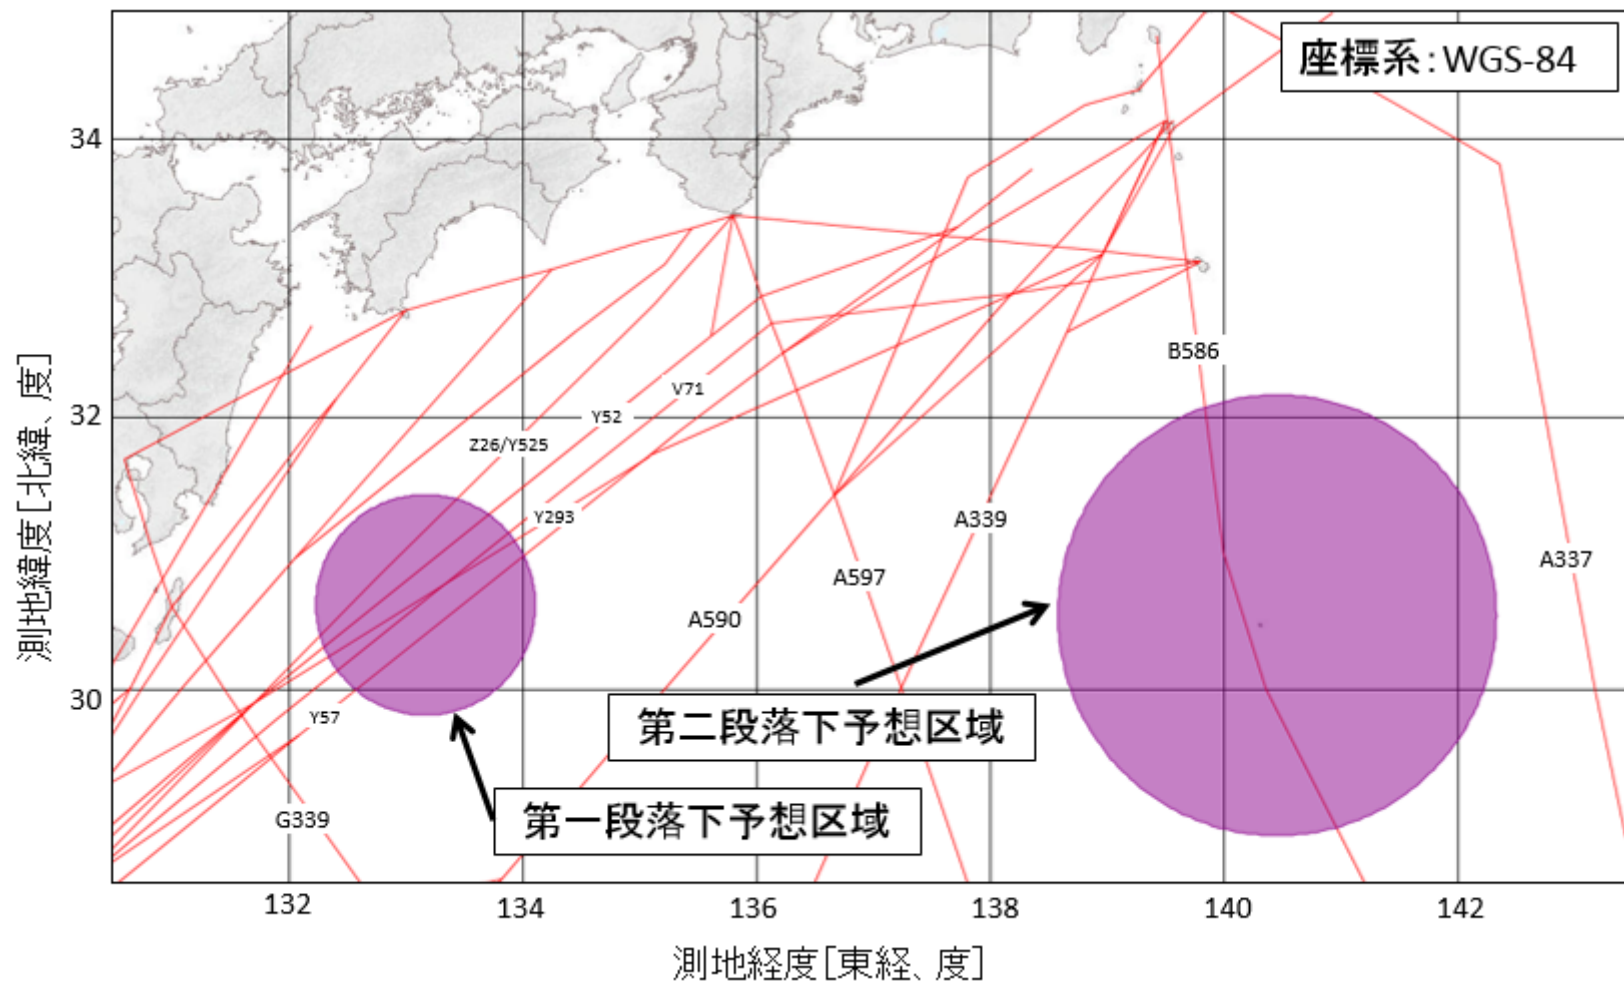 座標系：WGS-84
34
B586
V71
Y52
32
Z26/Y525
Y293
A339
A337
A597
A590
30
第二段落下予想区域
Y57
G339
第一段落下予想区域
132
134
136
138
140
142
測地緯度[北緯、度]
測地経度[東経、度]